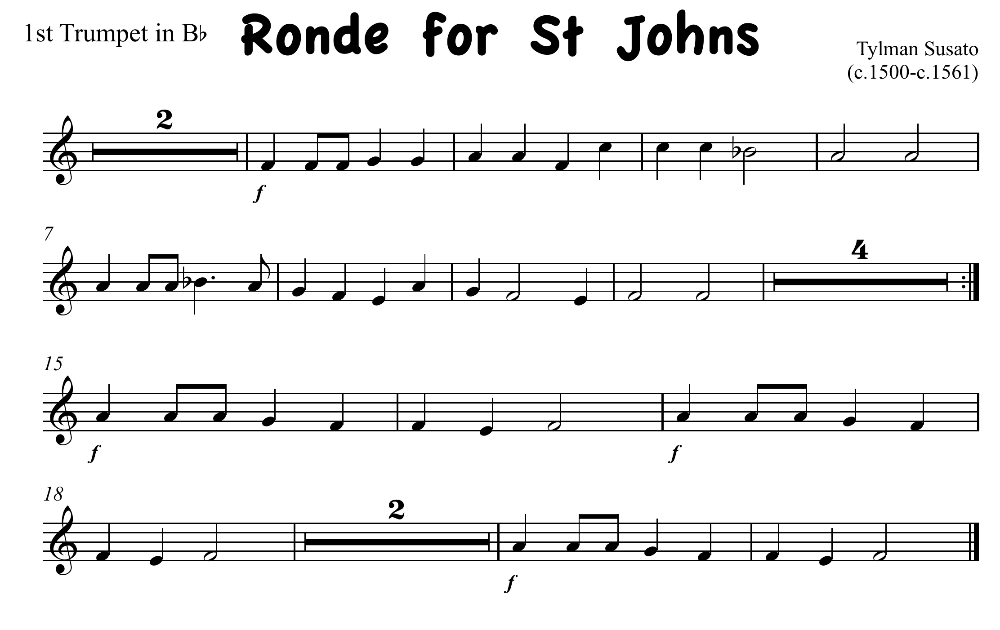 1st Trumpet in B♭
Ronde for St Johns
Tylman Susato
(c.1500-c.1561)
2
f
7
4
15
f
f
18
2
f